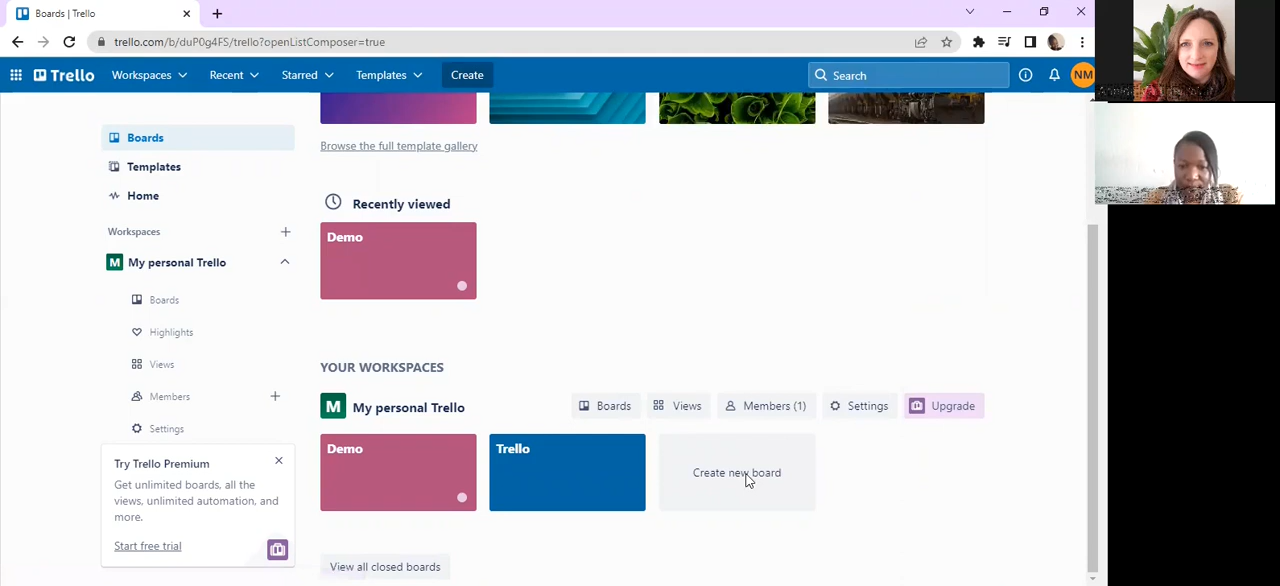 Boards | Trello
trello.com/b/duP0g4FS/trello?openListComposer=true
Trello Workspaces Recent Starred Templates Create Search NM
Boards
Templates
Home
Workspaces
M My personal Trello
Boards
Highlights
Views
Members
Settings
Try Trello Premium
Get unlimited boards, all the
views, unlimited automation, and
more.
Start free trial
Browse the full template gallery
Recently viewed
Demo
YOUR WORKSPACES
M My personal Trello Boards Views Members (1) Settings Upgrade
Demo Trello Create new board
View all closed boards